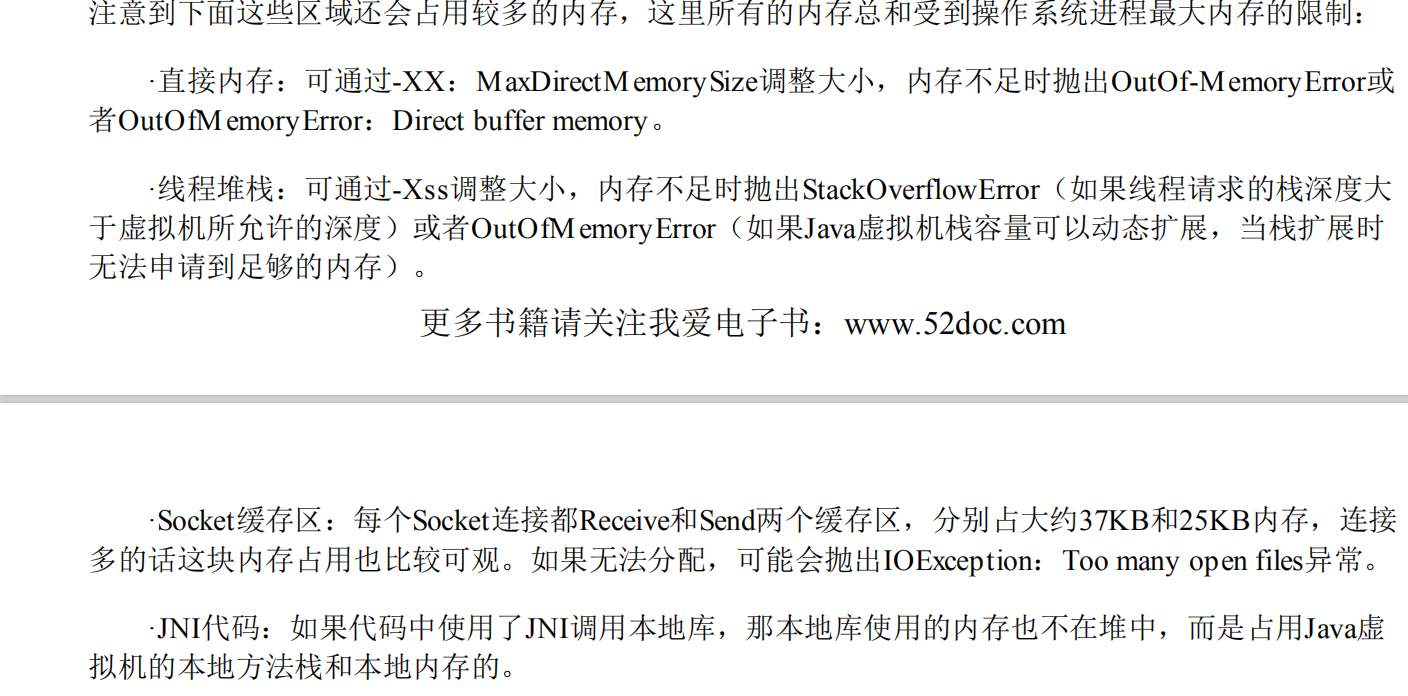 注意到下面这些区域还会占用较多的内存，这里所有的内存总和受到操作系统进程最大内存的限制：
·直接内存：可通过-XX：MaxDirectMemorySize调整大小，内存不足时抛出OutOf-MemoryError或
者OutOfMemoryError：Direct buffer memory。
·线程堆栈：可通过-Xss调整大小，内存不足时抛出StackOverflowError（如果线程请求的栈深度大
于虚拟机所允许的深度）或者OutOfMemoryError（如果Java虚拟机栈容量可以动态扩展，当栈扩展时
无法申请到足够的内存）。
更多书籍请关注我爱电子书：www.52doc.com
·Socket缓存区：每个Socket连接都Receive和Send两个缓存区，分别占大约37KB和25KB内存，连接
多的话这块内存占用也比较可观。如果无法分配，可能会抛出IOException：Too many open files异常。
·JNI代码：如果代码中使用了JNI调用本地库，那本地库使用的内存也不在堆中，而是占用Java虚
拟机的本地方法栈和本地内存的。